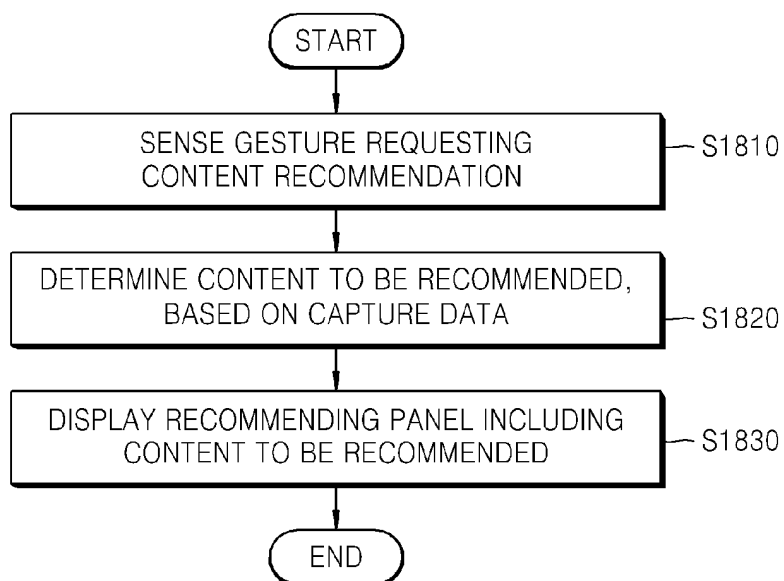 START
SENSE GESTURE REQUESTING
CONTENT RECOMMENDATION
S1810
DETERMINE CONTENT TO BE RECOMMENDED,
BASED ON CAPTURE DATA
S1820
DISPLAY RECOMMENDING PANEL INCLUDING
CONTENT TO BE RECOMMENDED
S1830
END